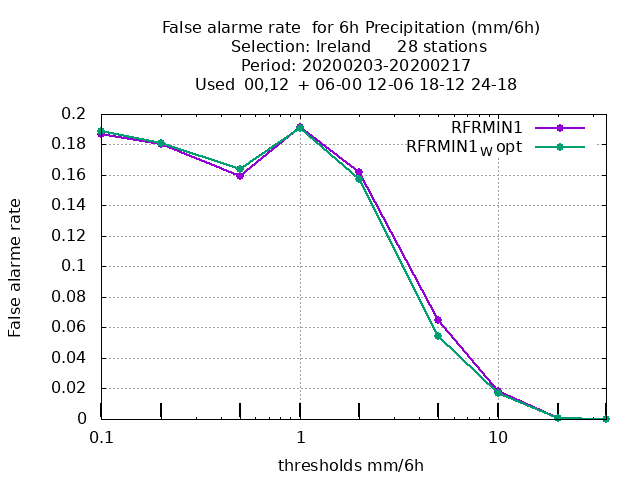 False alarme rate  for 6h Precipitation (mm/6h)
Selection: Ireland     28 stations
Period: 20200203-20200217
Used  00,12  + 06-00 12-06 18-12 24-18
RFRMIN1
RFRMIN1W opt
False alarme rate
0.2
0.18
0.16
0.14
0.12
0.1
0.08
0.06
0.04
0.02
0
0.1 1 10
thresholds mm/6h